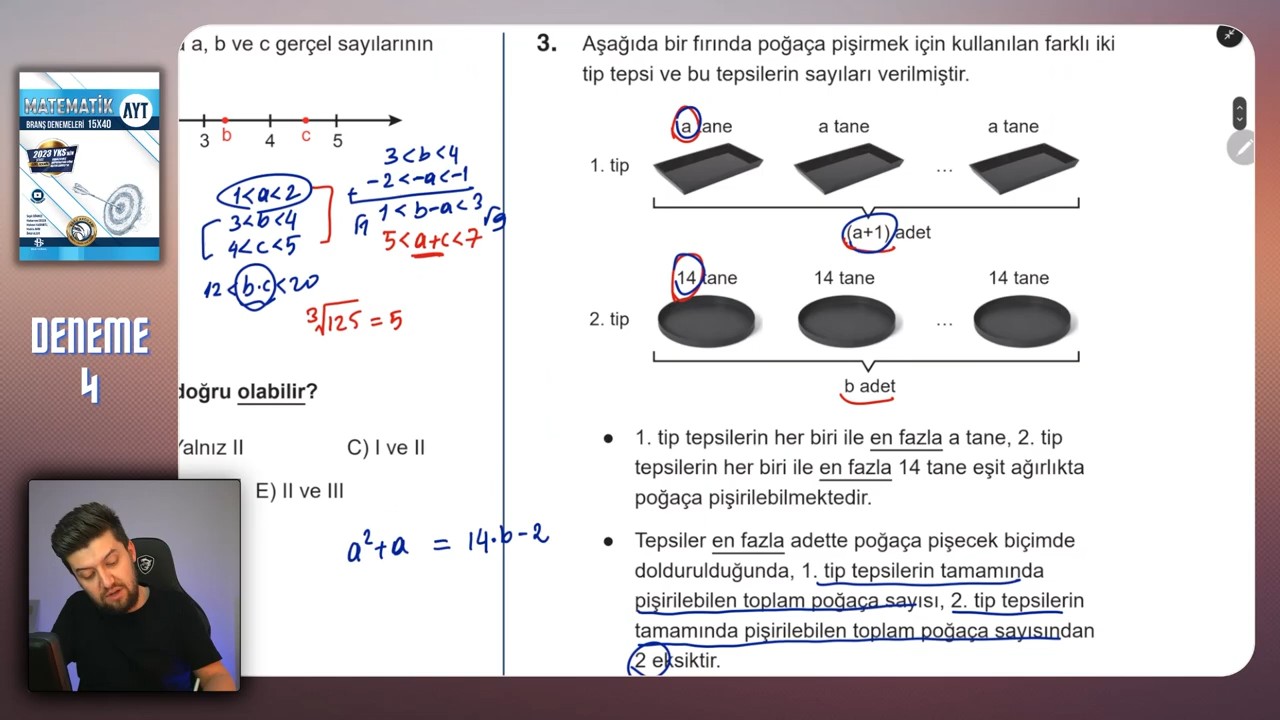 a, b ve c gerçel sayılarının
3 b 4 c 5
1<a<2
3<b<4
4<c<5
12<b·c<20
3<b<4
+ -2<-a<-1
√1 1<b-a<3 √9
5<a+c<7
³√125=5
doğru olabilir?
Yalnız II C) I ve II
E) II ve III
a²+a = 14·b-2
3. Aşağıda bir fırında poğaça pişirmek için kullanılan farklı iki
tip tepsi ve bu tepsilerin sayıları verilmiştir.
a tane a tane a tane
1. tip ...
(a+1) adet
14 tane 14 tane 14 tane
2. tip ...
b adet
● 1. tip tepsilerin her biri ile en fazla a tane, 2. tip
tepsilerin her biri ile en fazla 14 tane eşit ağırlıkta
poğaça pişirilebilmektedir.
● Tepsiler en fazla adette poğaça pişecek biçimde
doldurulduğunda, 1. tip tepsilerin tamamında
pişirilebilen toplam poğaça sayısı, 2. tip tepsilerin
tamamında pişirilebilen toplam poğaça sayısından
2 eksiktir.
MATEMATİK AYT
BRANŞ DENEMELERİ 15X40
2023 YKS'NİN
DENEME
4